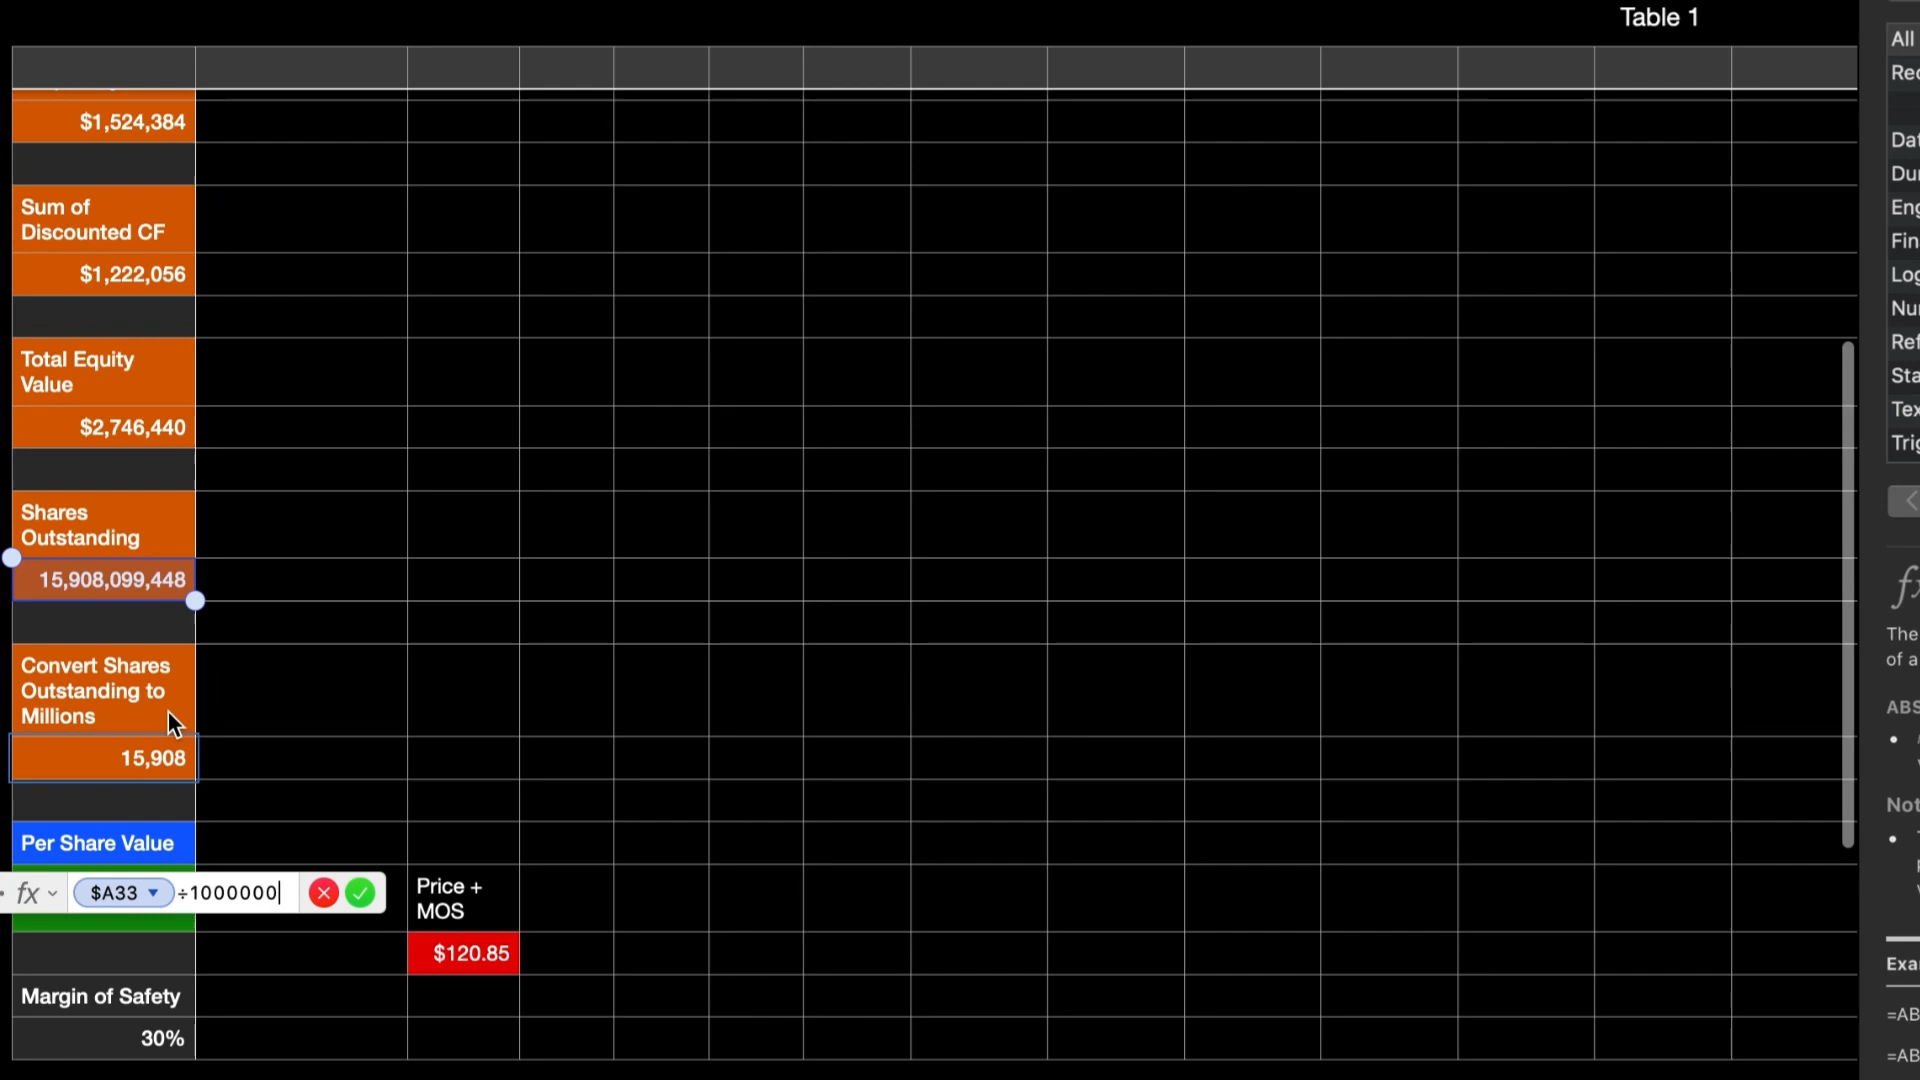 Table 1
$1,524,384
Sum of
Discounted CF
$1,222,056
Total Equity
Value
$2,746,440
Shares
Outstanding
15,908,099,448
Convert Shares
Outstanding to
Millions
15,908
Per Share Value
fx $A33 ÷1000000
Price +
MOS
$120.85
Margin of Safety
30%
All
Rec
Dat
Dur
Eng
Fin
Log
Nur
Ref
Sta
Tex
Trig
fx
The
of a
ABS
Not
Exa
=AB
=AB